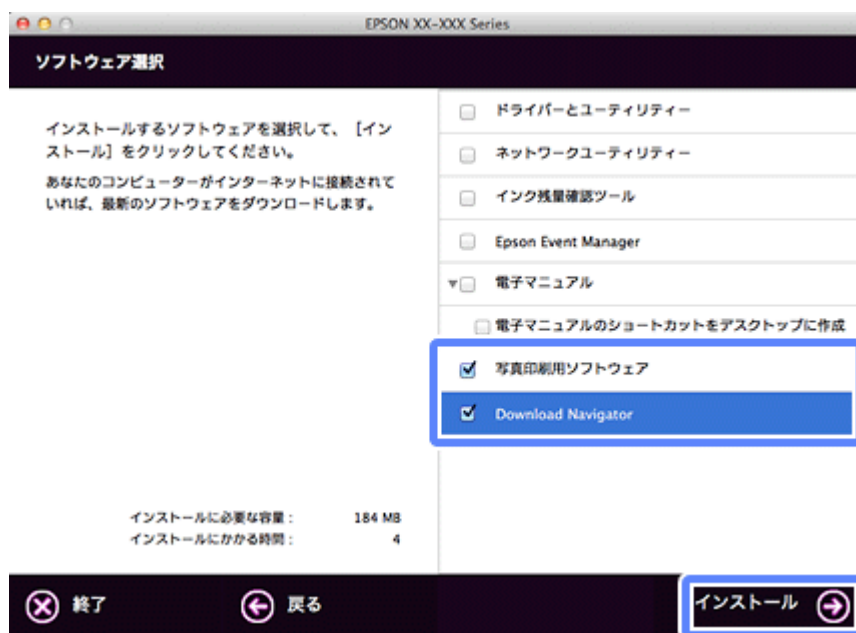 EPSON XX-XXX Series
ソフトウェア選択
インストールするソフトウェアを選択して、［イン
ストール］をクリックしてください。
あなたのコンピューターがインターネットに接続されて
いれば、最新のソフトウェアをダウンロードします。
ドライバーとユーティリティー
ネットワークユーティリティー
インク残量確認ツール
Epson Event Manager
電子マニュアル
電子マニュアルのショートカットをデスクトップに作成
写真印刷用ソフトウェア
Download Navigator
インストールに必要な容量： 184 MB
インストールにかかる時間： 4
終了
戻る
インストール